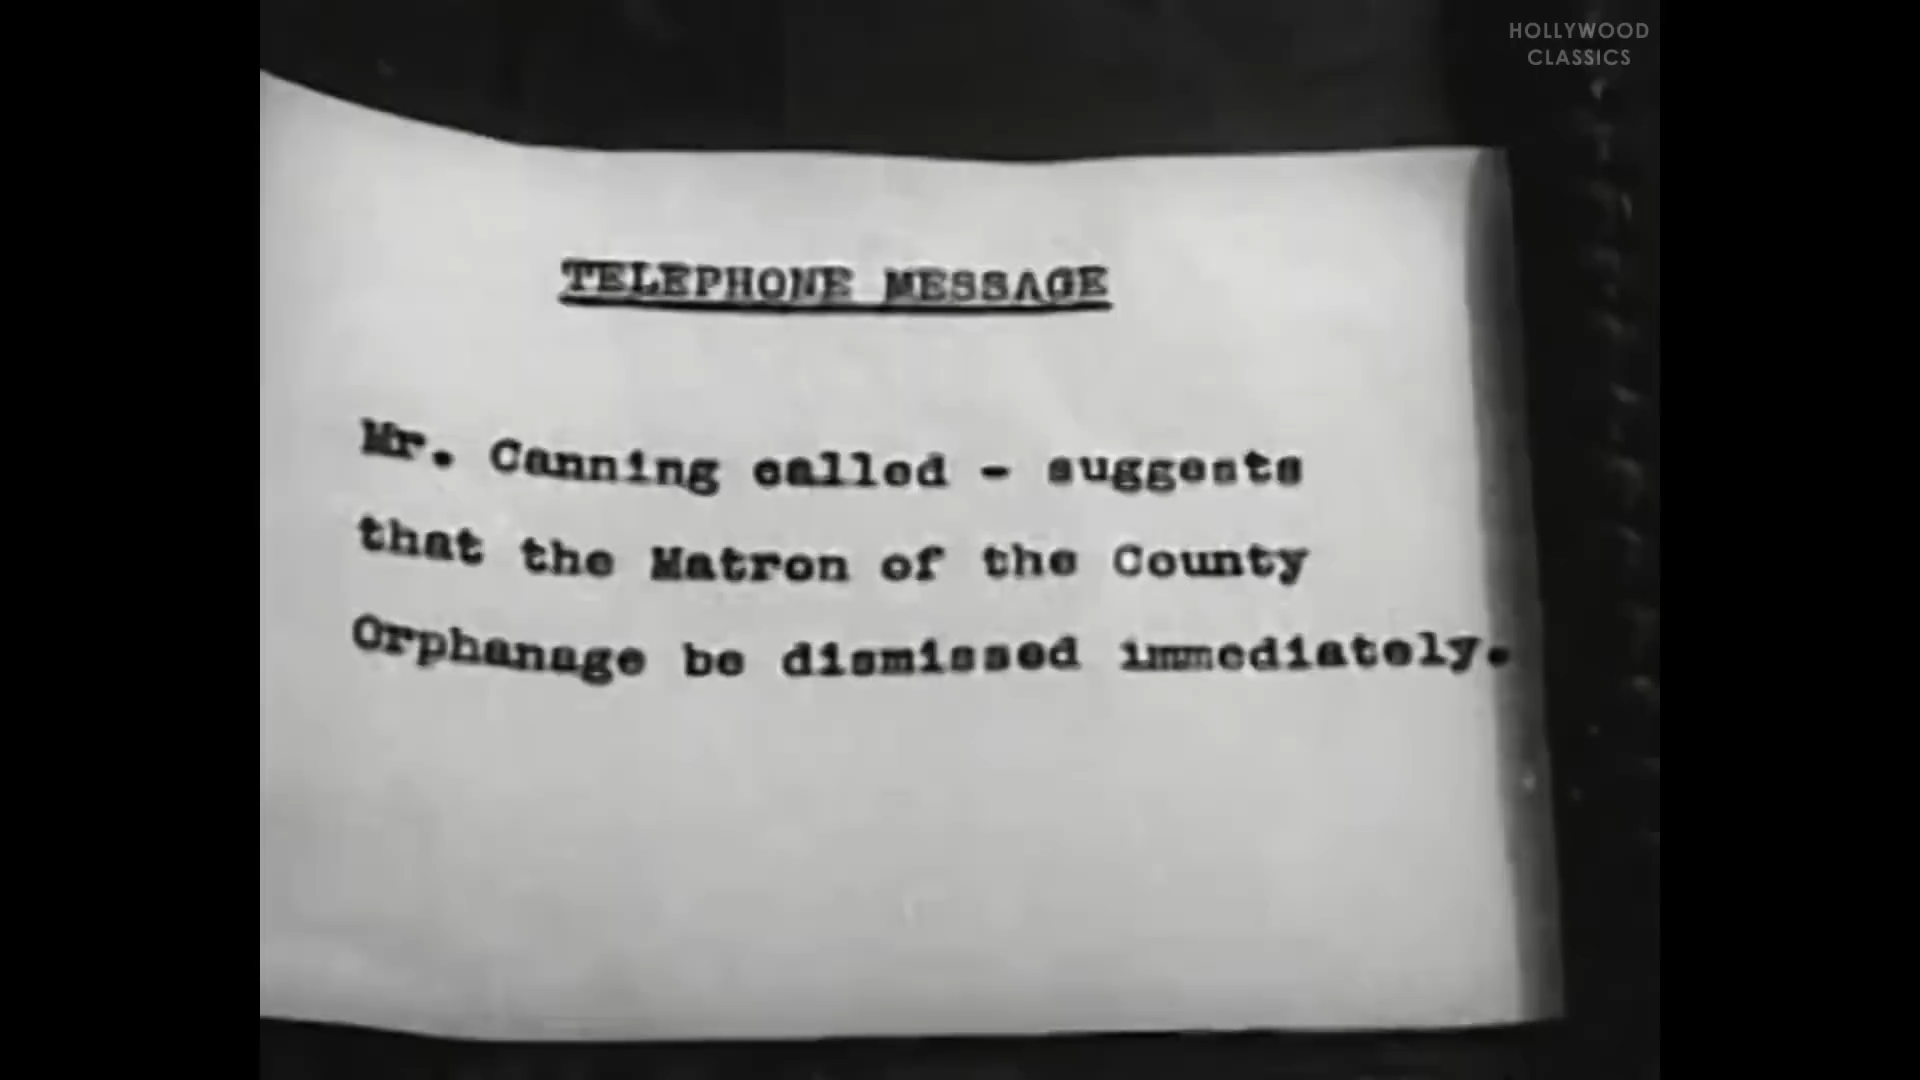 HOLLYWOOD
CLASSICS
TELEPHONE MESSAGE
Mr. Canning called - suggests
that the Matron of the County
Orphanage be dismissed immediately.